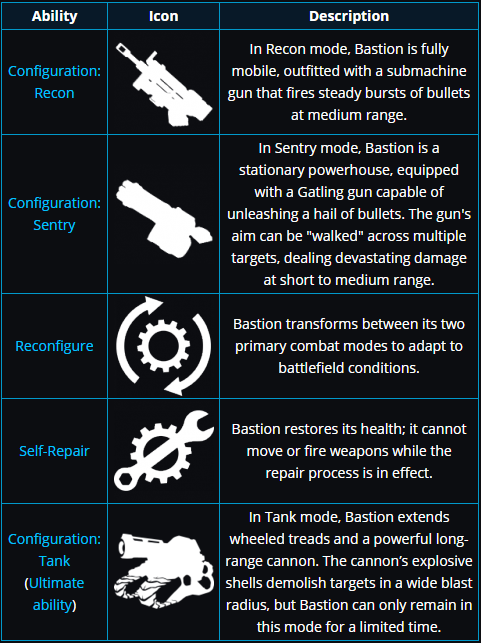 Ability Icon Description
Configuration:
Recon
In Recon mode, Bastion is fully
mobile, outfitted with a submachine
gun that fires steady bursts of bullets
at medium range.
Configuration:
Sentry
In Sentry mode, Bastion is a
stationary powerhouse, equipped
with a Gatling gun capable of
unleashing a hail of bullets. The gun's
aim can be "walked" across multiple
targets, dealing devastating damage
at short to medium range.
Reconfigure
Bastion transforms between its two
primary combat modes to adapt to
battlefield conditions.
Self-Repair
Bastion restores its health; it cannot
move or fire weapons while the
repair process is in effect.
Configuration:
Tank
(Ultimate
ability)
In Tank mode, Bastion extends
wheeled treads and a powerful long-
range cannon. The cannon’s explosive
shells demolish targets in a wide blast
radius, but Bastion can only remain in
this mode for a limited time.